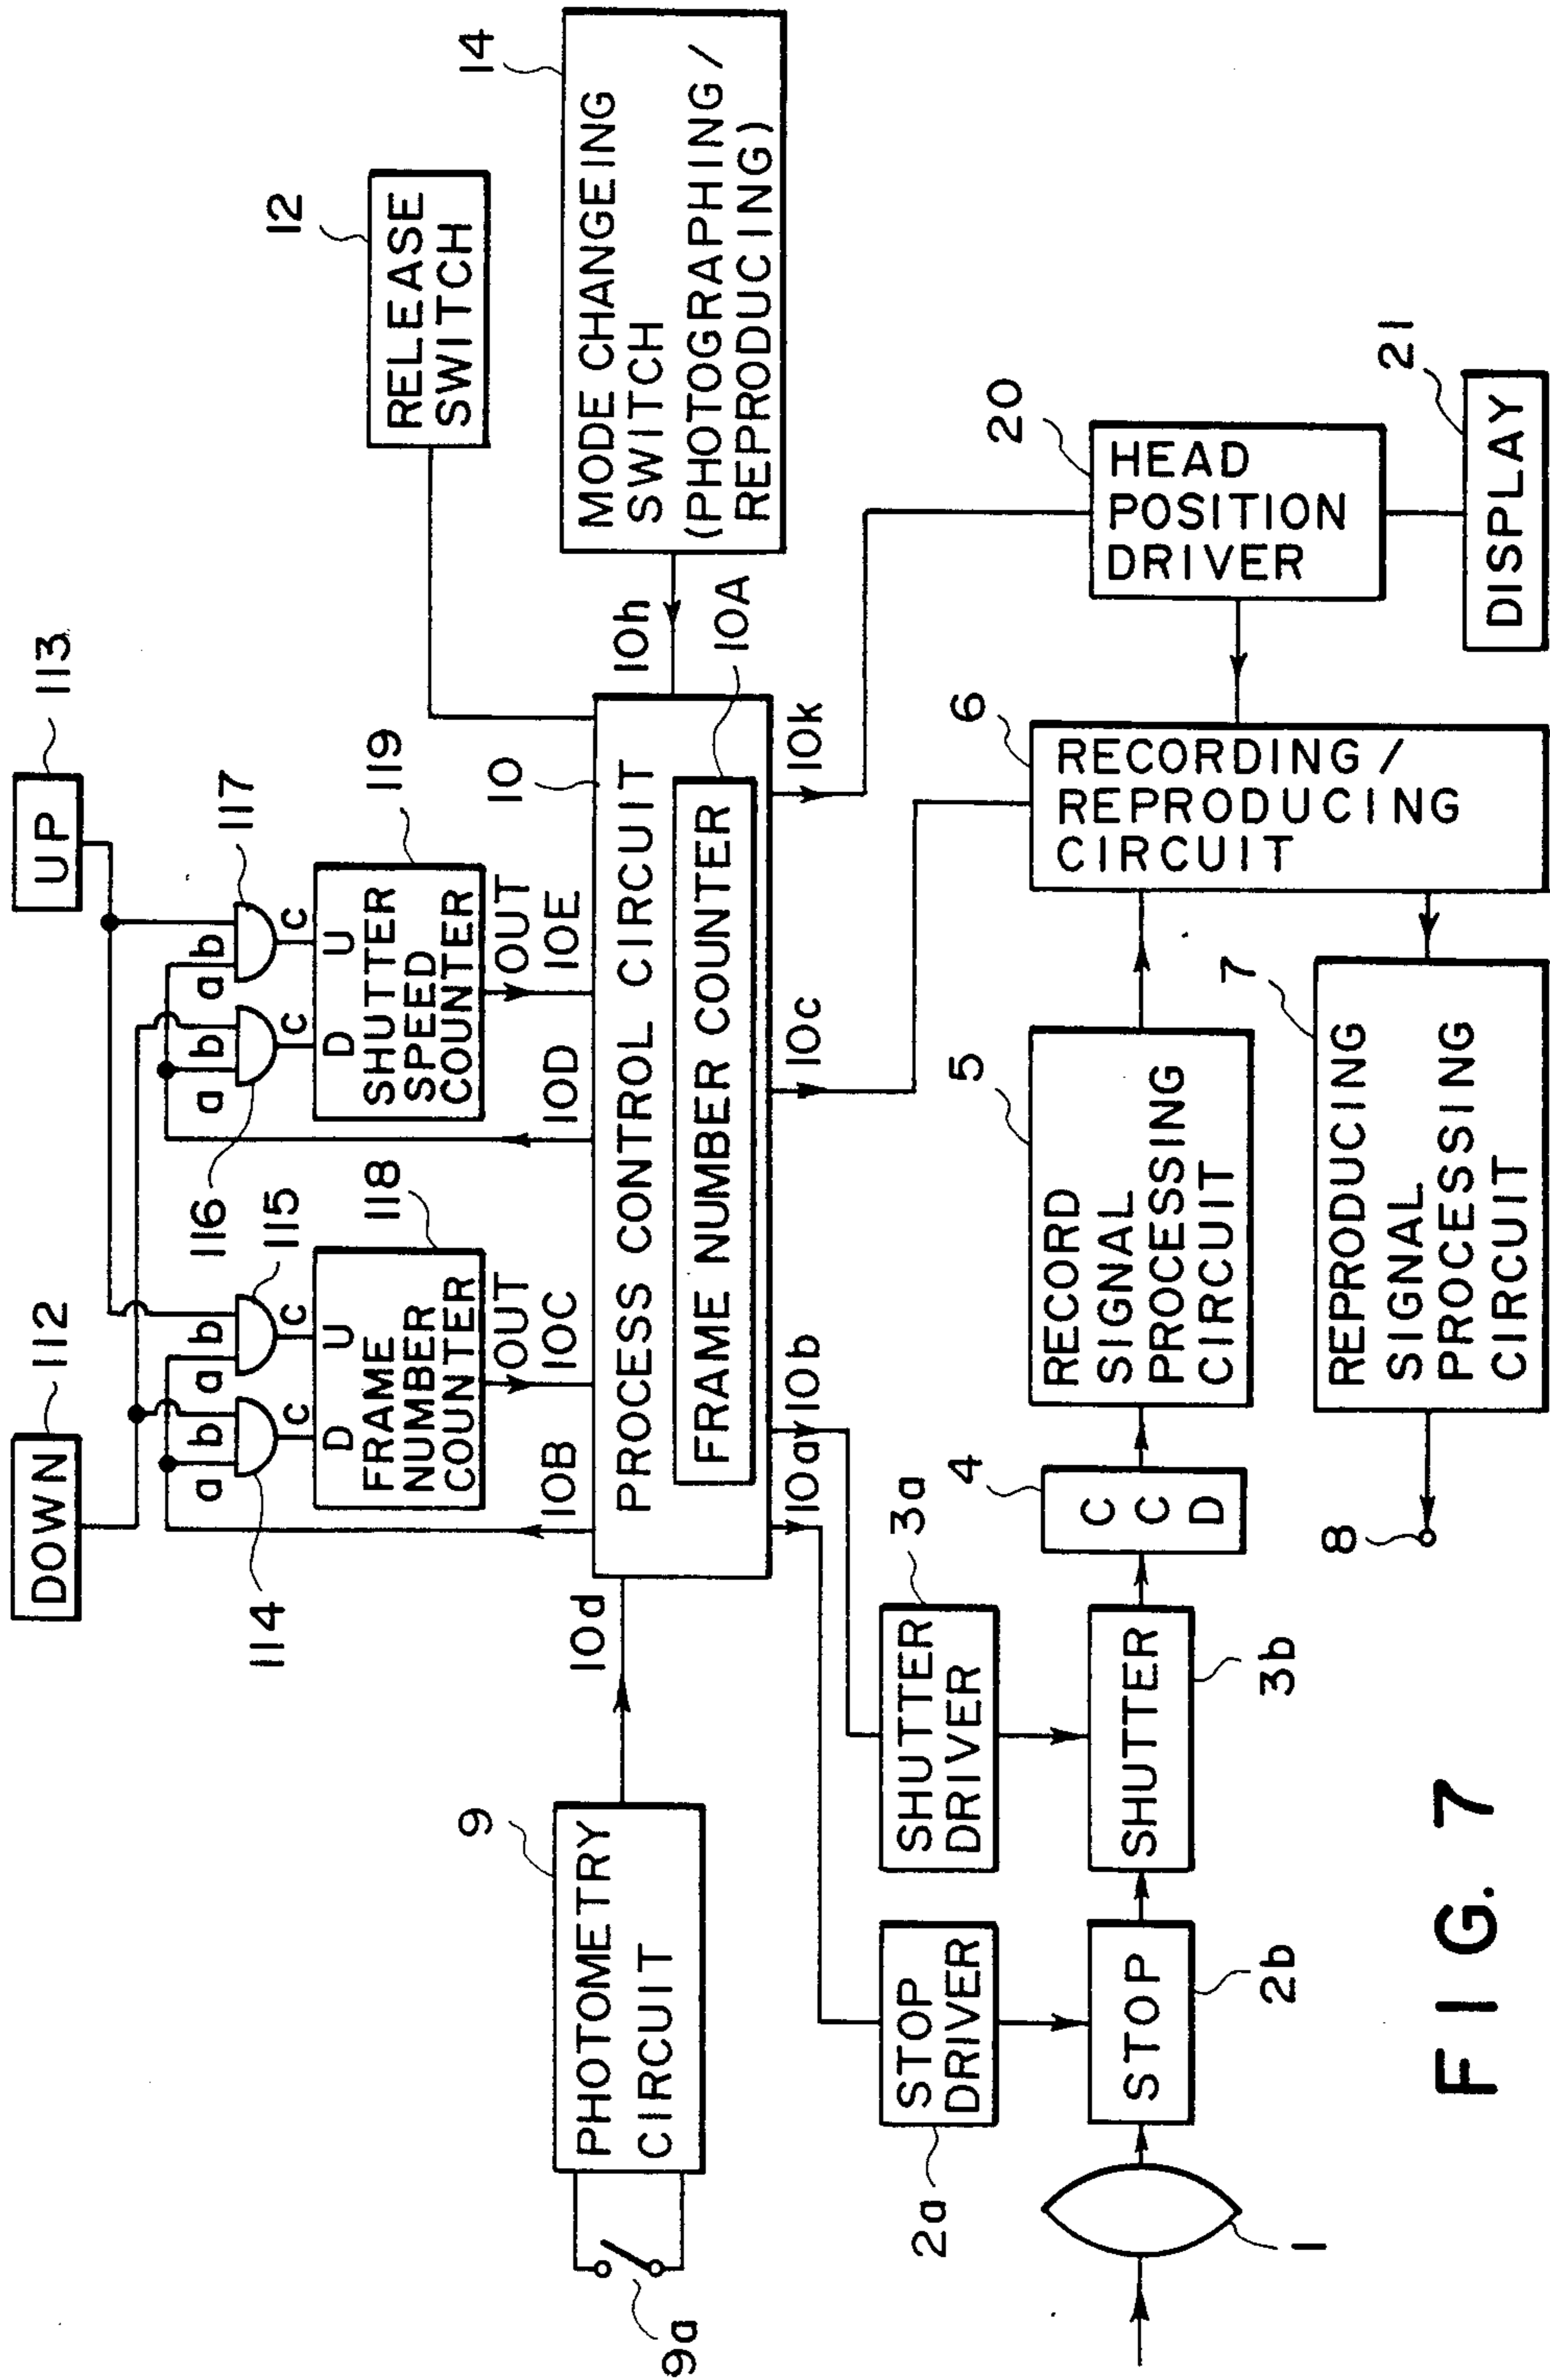 DOWN
112
UP
113
a
b
a
b
a
b
a
b
114
C
C
115
116
C
C
117
D
U
FRAME
NUMBER
COUNTER
118
D
U
SHUTTER
SPEED
COUNTER
119
OUT
OUT
10B
10C
10D
10E
12
RELEASE
SWITCH
14
MODE CHANGEING
SWITCH
(PHOTOGRAPHING/
REPRODUCING)
9
PHOTOMETRY
CIRCUIT
9a
10d
10
PROCESS CONTROL CIRCUIT
FRAME NUMBER COUNTER
10h
10A
10a
10b
10c
10k
2a
STOP
DRIVER
SHUTTER
DRIVER
3a
1
STOP
2b
SHUTTER
3b
4
C
C
D
5
RECORD
SIGNAL
PROCESSING
CIRCUIT
6
RECORDING/
REPRODUCING
CIRCUIT
20
HEAD
POSITION
DRIVER
21
DISPLAY
7
REPRODUCING
SIGNAL
PROCESSING
CIRCUIT
8
FIG. 7